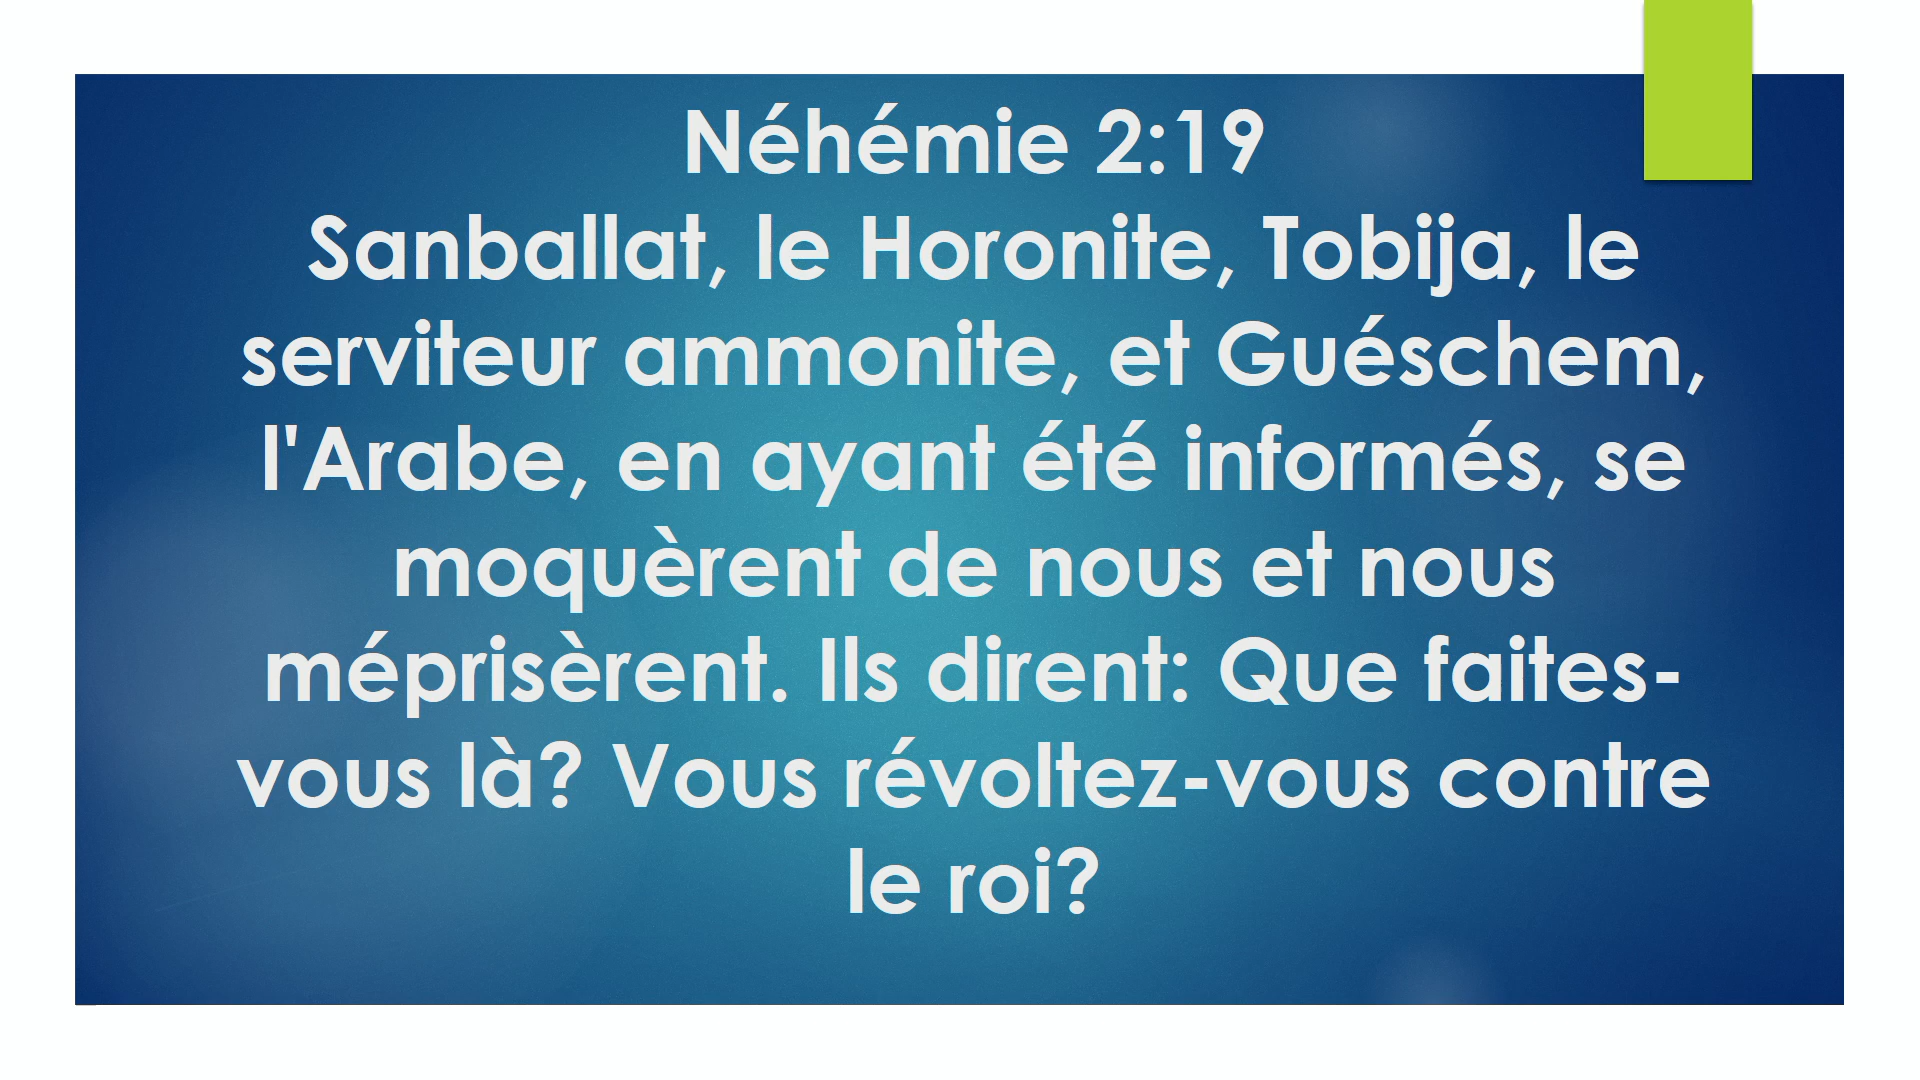 Néhémie 2:19
Sanballat, le Horonite, Tobija, le
serviteur ammonite, et Guéschem,
l'Arabe, en ayant été informés, se
moquèrent de nous et nous
méprisèrent. Ils dirent: Que faites-
vous là? Vous révoltez-vous contre
le roi?